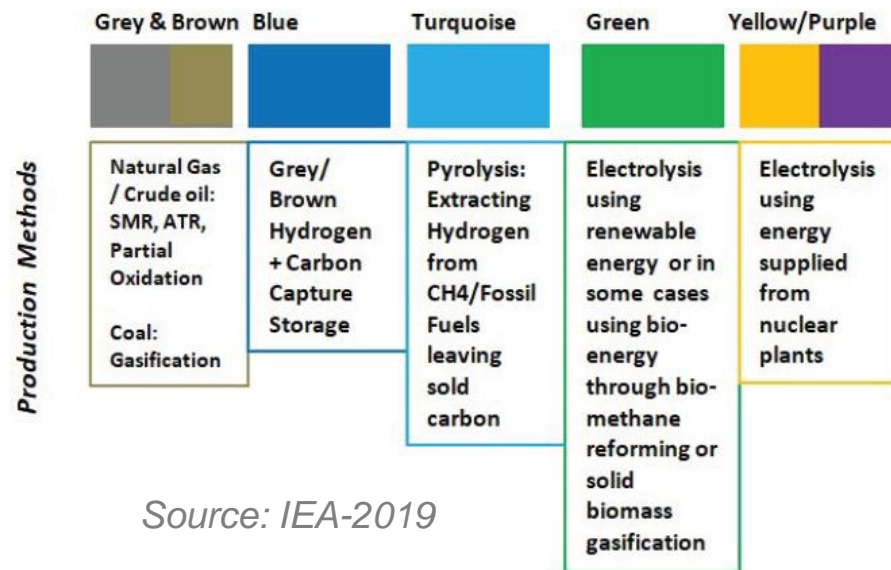 Grey & Brown
Blue
Turquoise
Green
Yellow/Purple
Production Methods
Natural Gas
/ Crude oil:
SMR, ATR,
Partial
Oxidation
Coal:
Gasification
Grey/
Brown
Hydrogen
+ Carbon
Capture
Storage
Pyrolysis:
Extracting
Hydrogen
from
CH4/Fossil
Fuels
leaving
sold
carbon
Electrolysis
using
renewable
energy or in
some cases
using bio-
energy
through bio-
methane
reforming or
solid
biomass
gasification
Electrolysis
using
energy
supplied
from
nuclear
plants
Source: IEA-2019